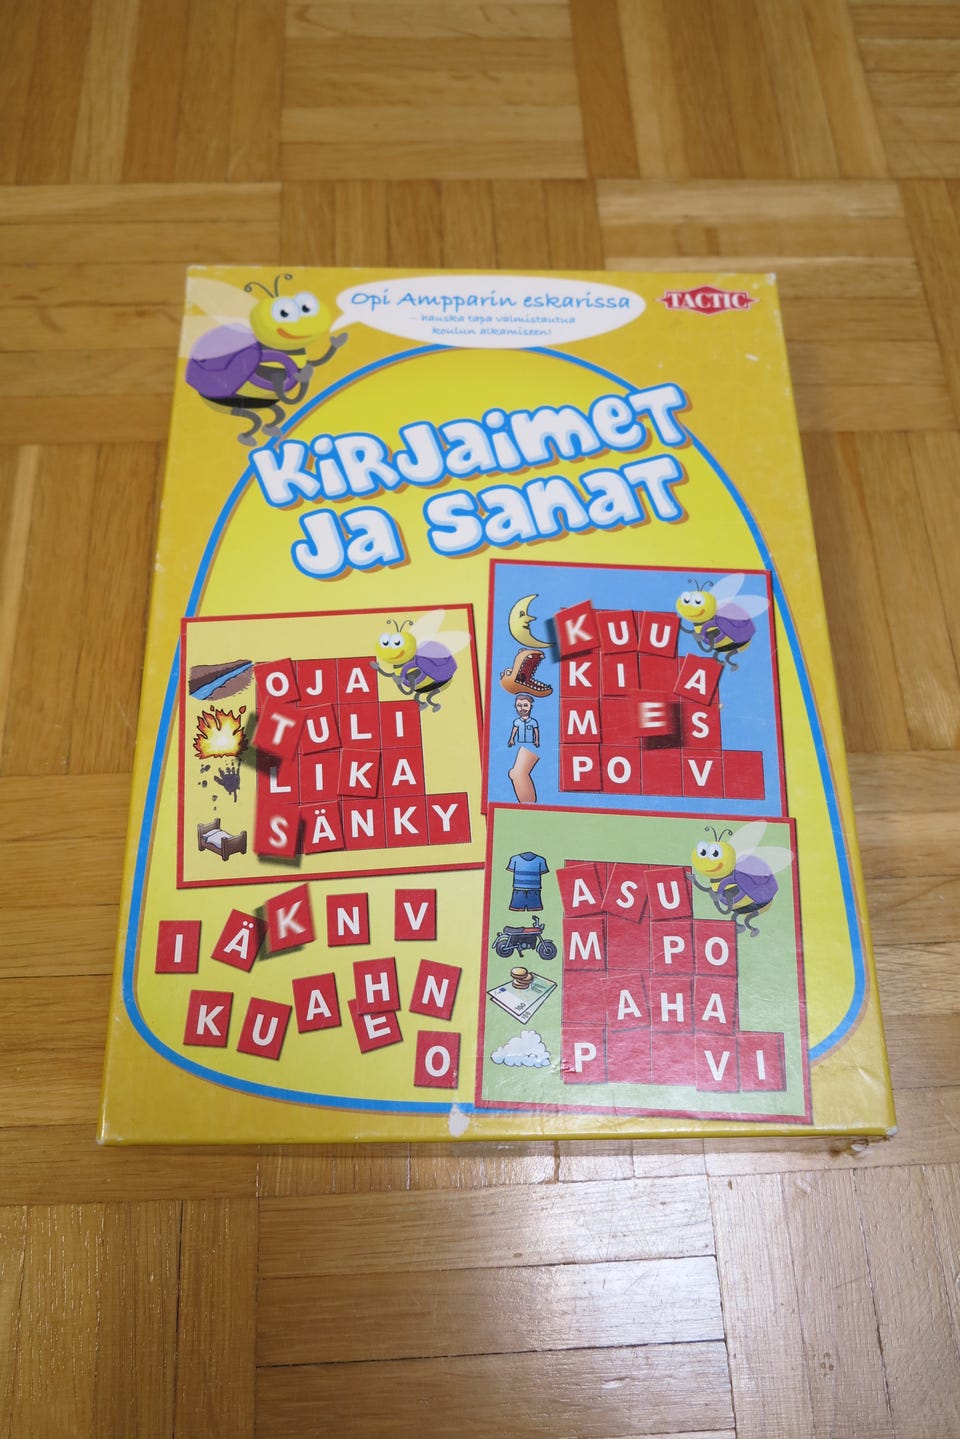 Opi Ampparin eskarissa
- hauska tapa valmistautua
koulun alkamiseen!
TACTIC
Kirjaimet
ja sanat
OJA
TULI
LIKA
SÄNKY
KUU
KI A
M E S
PO V
ASU
M PO
AHA
P VI
I Ä K N V
K U A H N
E
O